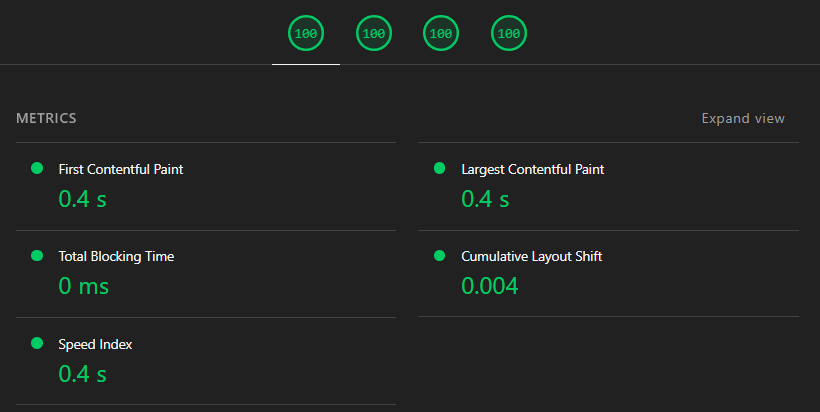 100 100 100 100
METRICS Expand view
First Contentful Paint
0.4 s
Largest Contentful Paint
0.4 s
Total Blocking Time
0 ms
Cumulative Layout Shift
0.004
Speed Index
0.4 s